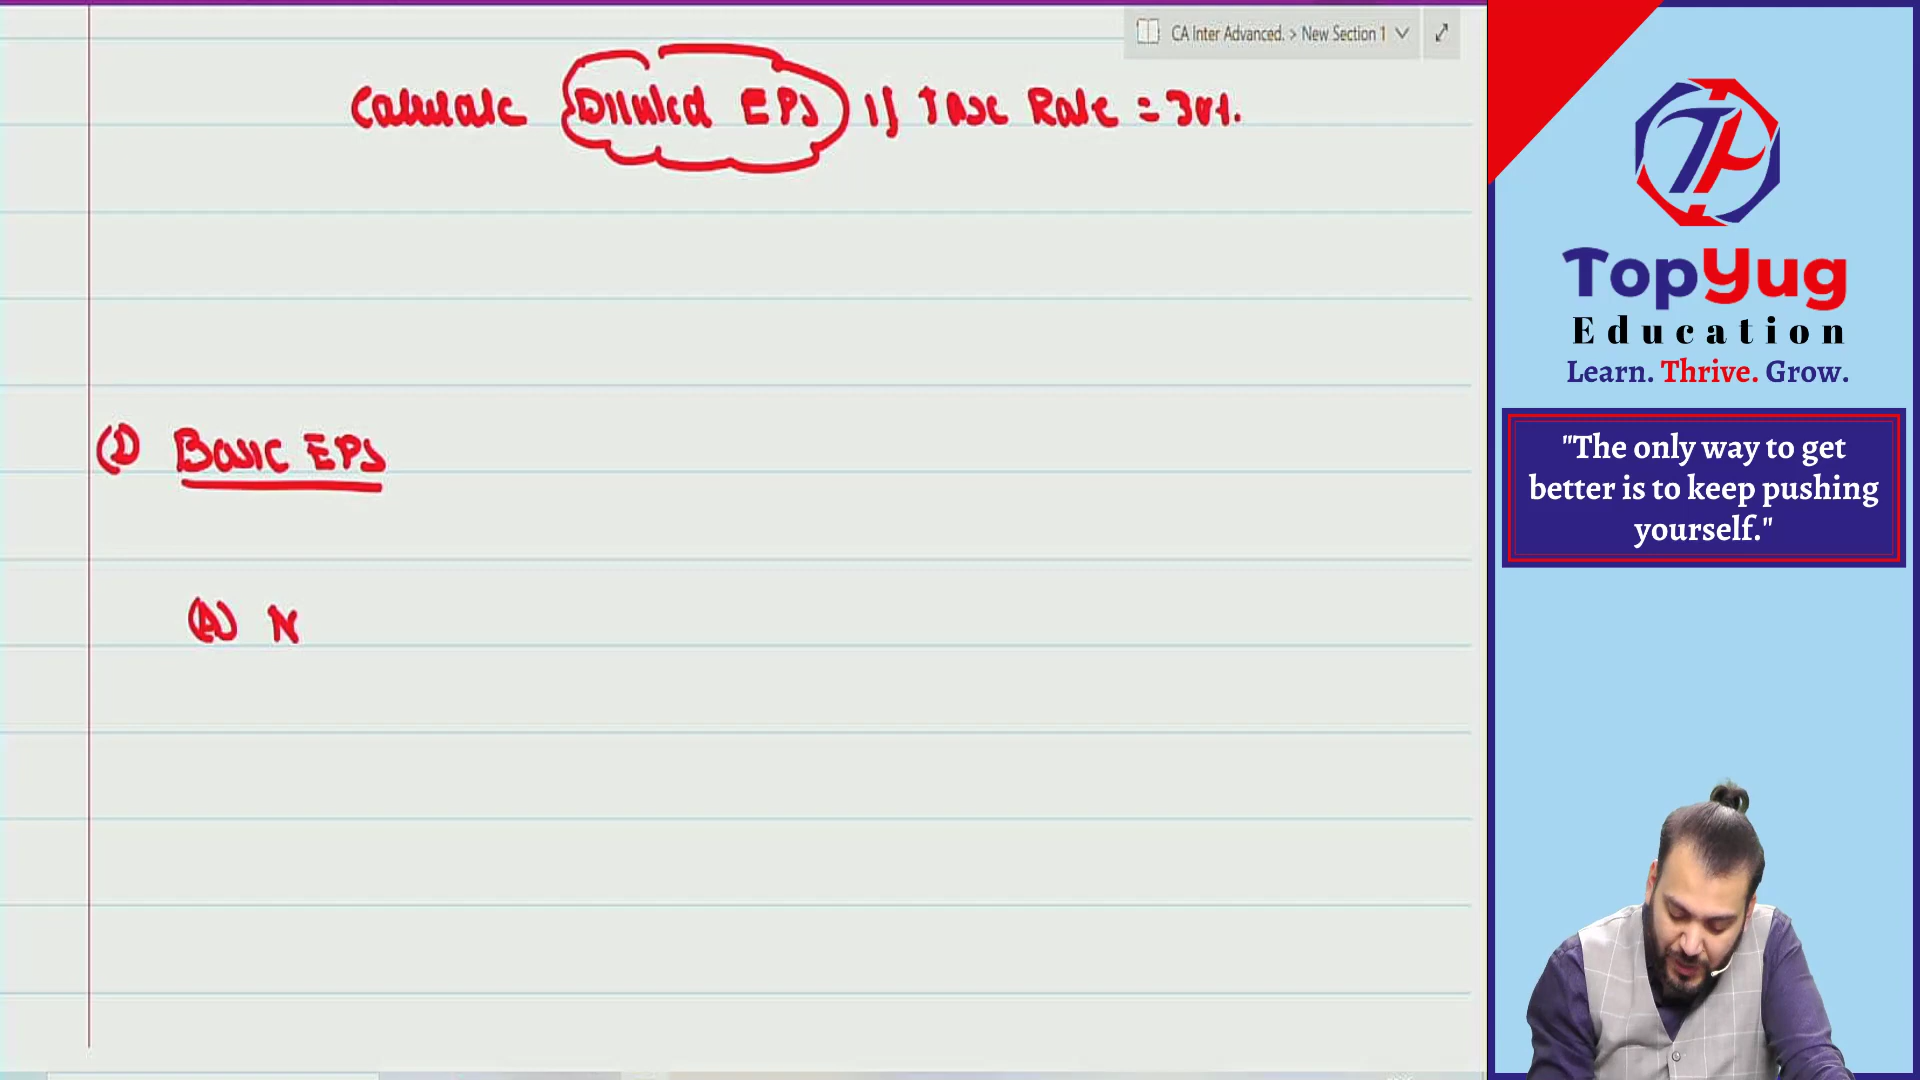 CA Inter Advanced. > New Section 1
Calculate Diluted EPS if Tax Rate = 30%.
(1) Basic EPS
(A) N
TopYug
Education
Learn. Thrive. Grow.
"The only way to get
better is to keep pushing
yourself."